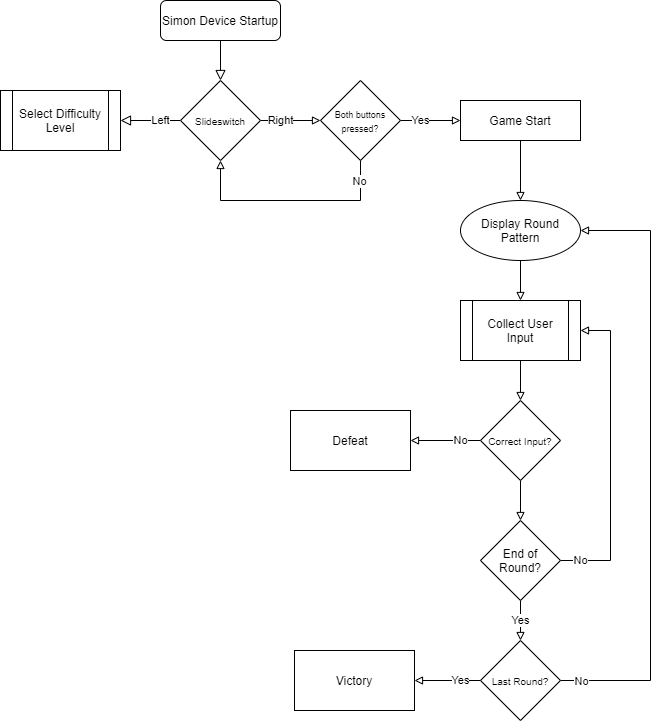 Simon Device Startup
Select Difficulty
Level
Left
Slideswitch
Right
Both buttons
pressed?
Yes
Game Start
No
Display Round
Pattern
Collect User
Input
Defeat
No
Correct Input?
End of
Round?
No
Yes
Victory
Yes
Last Round?
No